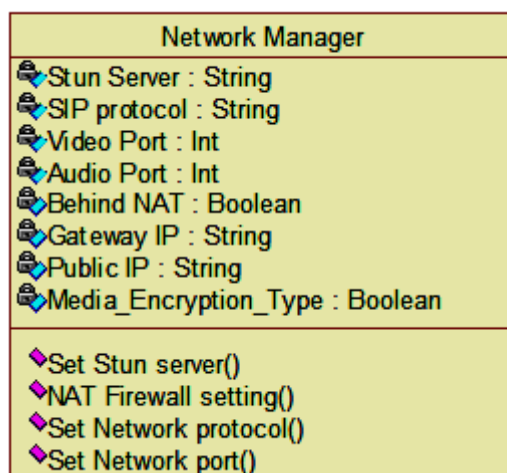 Network Manager
Stun Server : String
SIP protocol : String
Video Port : Int
Audio Port : Int
Behind NAT : Boolean
Gateway IP : String
Public IP : String
Media_Encryption_Type : Boolean
Set Stun server()
NAT Firewall setting()
Set Network protocol()
Set Network port()